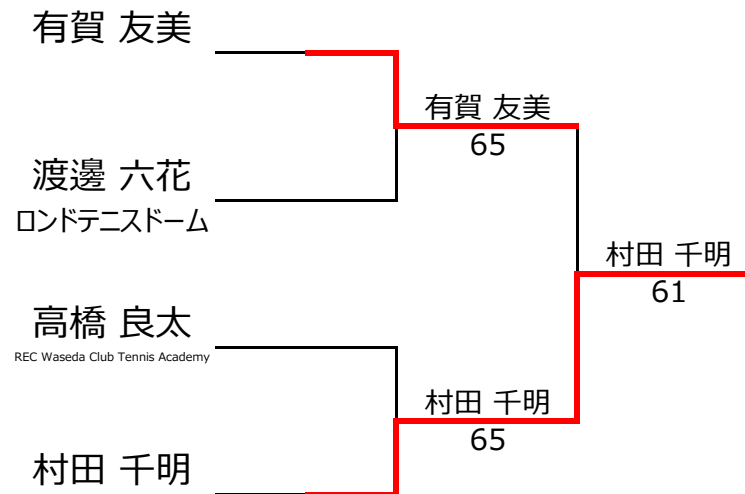 有賀 友美
有賀 友美
65
渡邊 六花
ロンドテニスドーム
村田 千明
61
高橋 良太
REC Waseda Club Tennis Academy
村田 千明
65
村田 千明